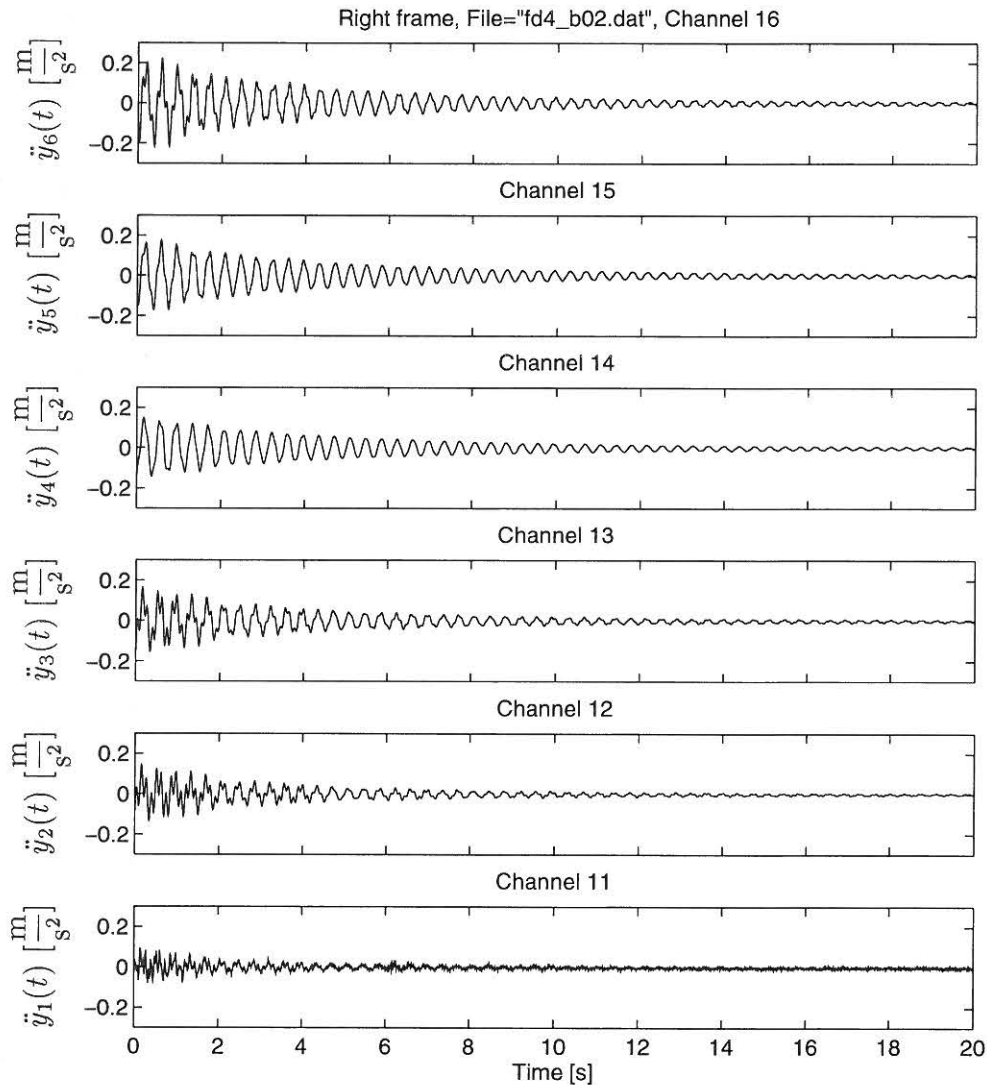 Right frame, File="fd4_b02.dat", Channel 16
ÿ6(t) [m/s²]
0.2
0
−0.2
Channel 15
ÿ5(t) [m/s²]
0.2
0
−0.2
Channel 14
ÿ4(t) [m/s²]
0.2
0
−0.2
Channel 13
ÿ3(t) [m/s²]
0.2
0
−0.2
Channel 12
ÿ2(t) [m/s²]
0.2
0
−0.2
Channel 11
ÿ1(t) [m/s²]
0.2
0
−0.2
0 2 4 6 8 10 12 14 16 18 20
Time [s]